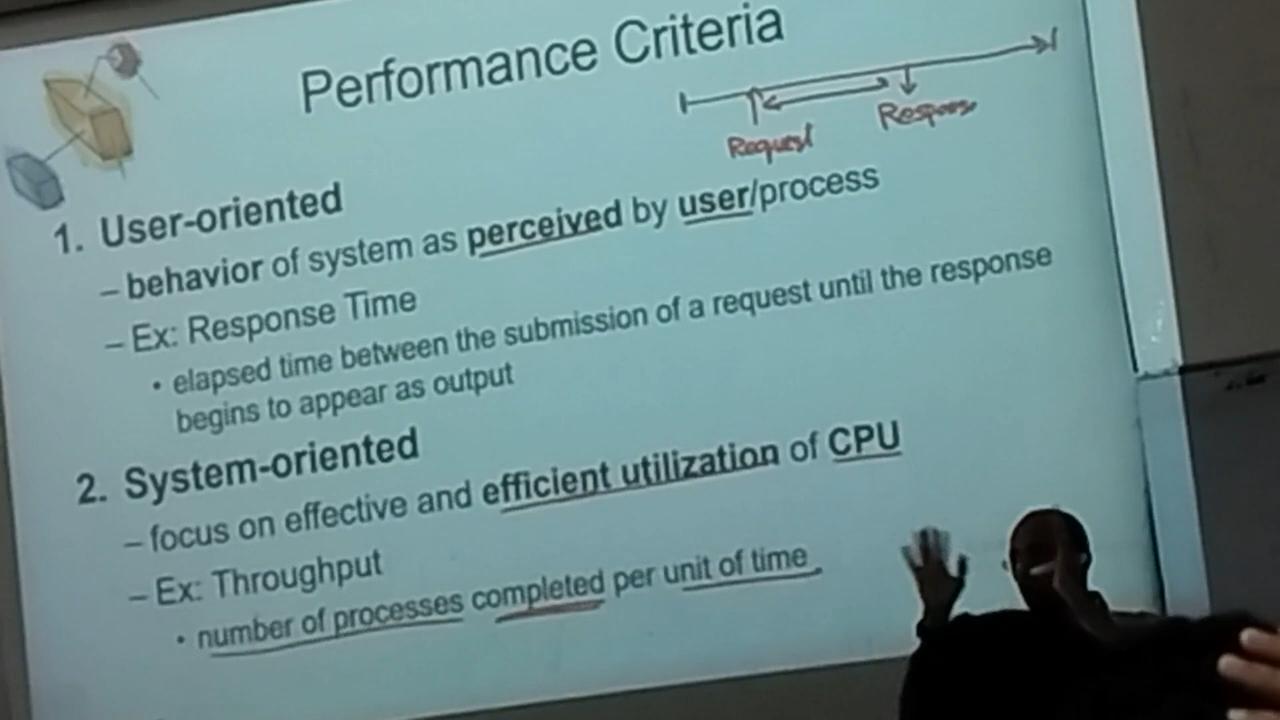 Performance Criteria
Request
Response
1. User-oriented
– behavior of system as perceived by user/process
– Ex: Response Time
• elapsed time between the submission of a request until the response
begins to appear as output
2. System-oriented
– focus on effective and efficient utilization of CPU
– Ex: Throughput
• number of processes completed per unit of time